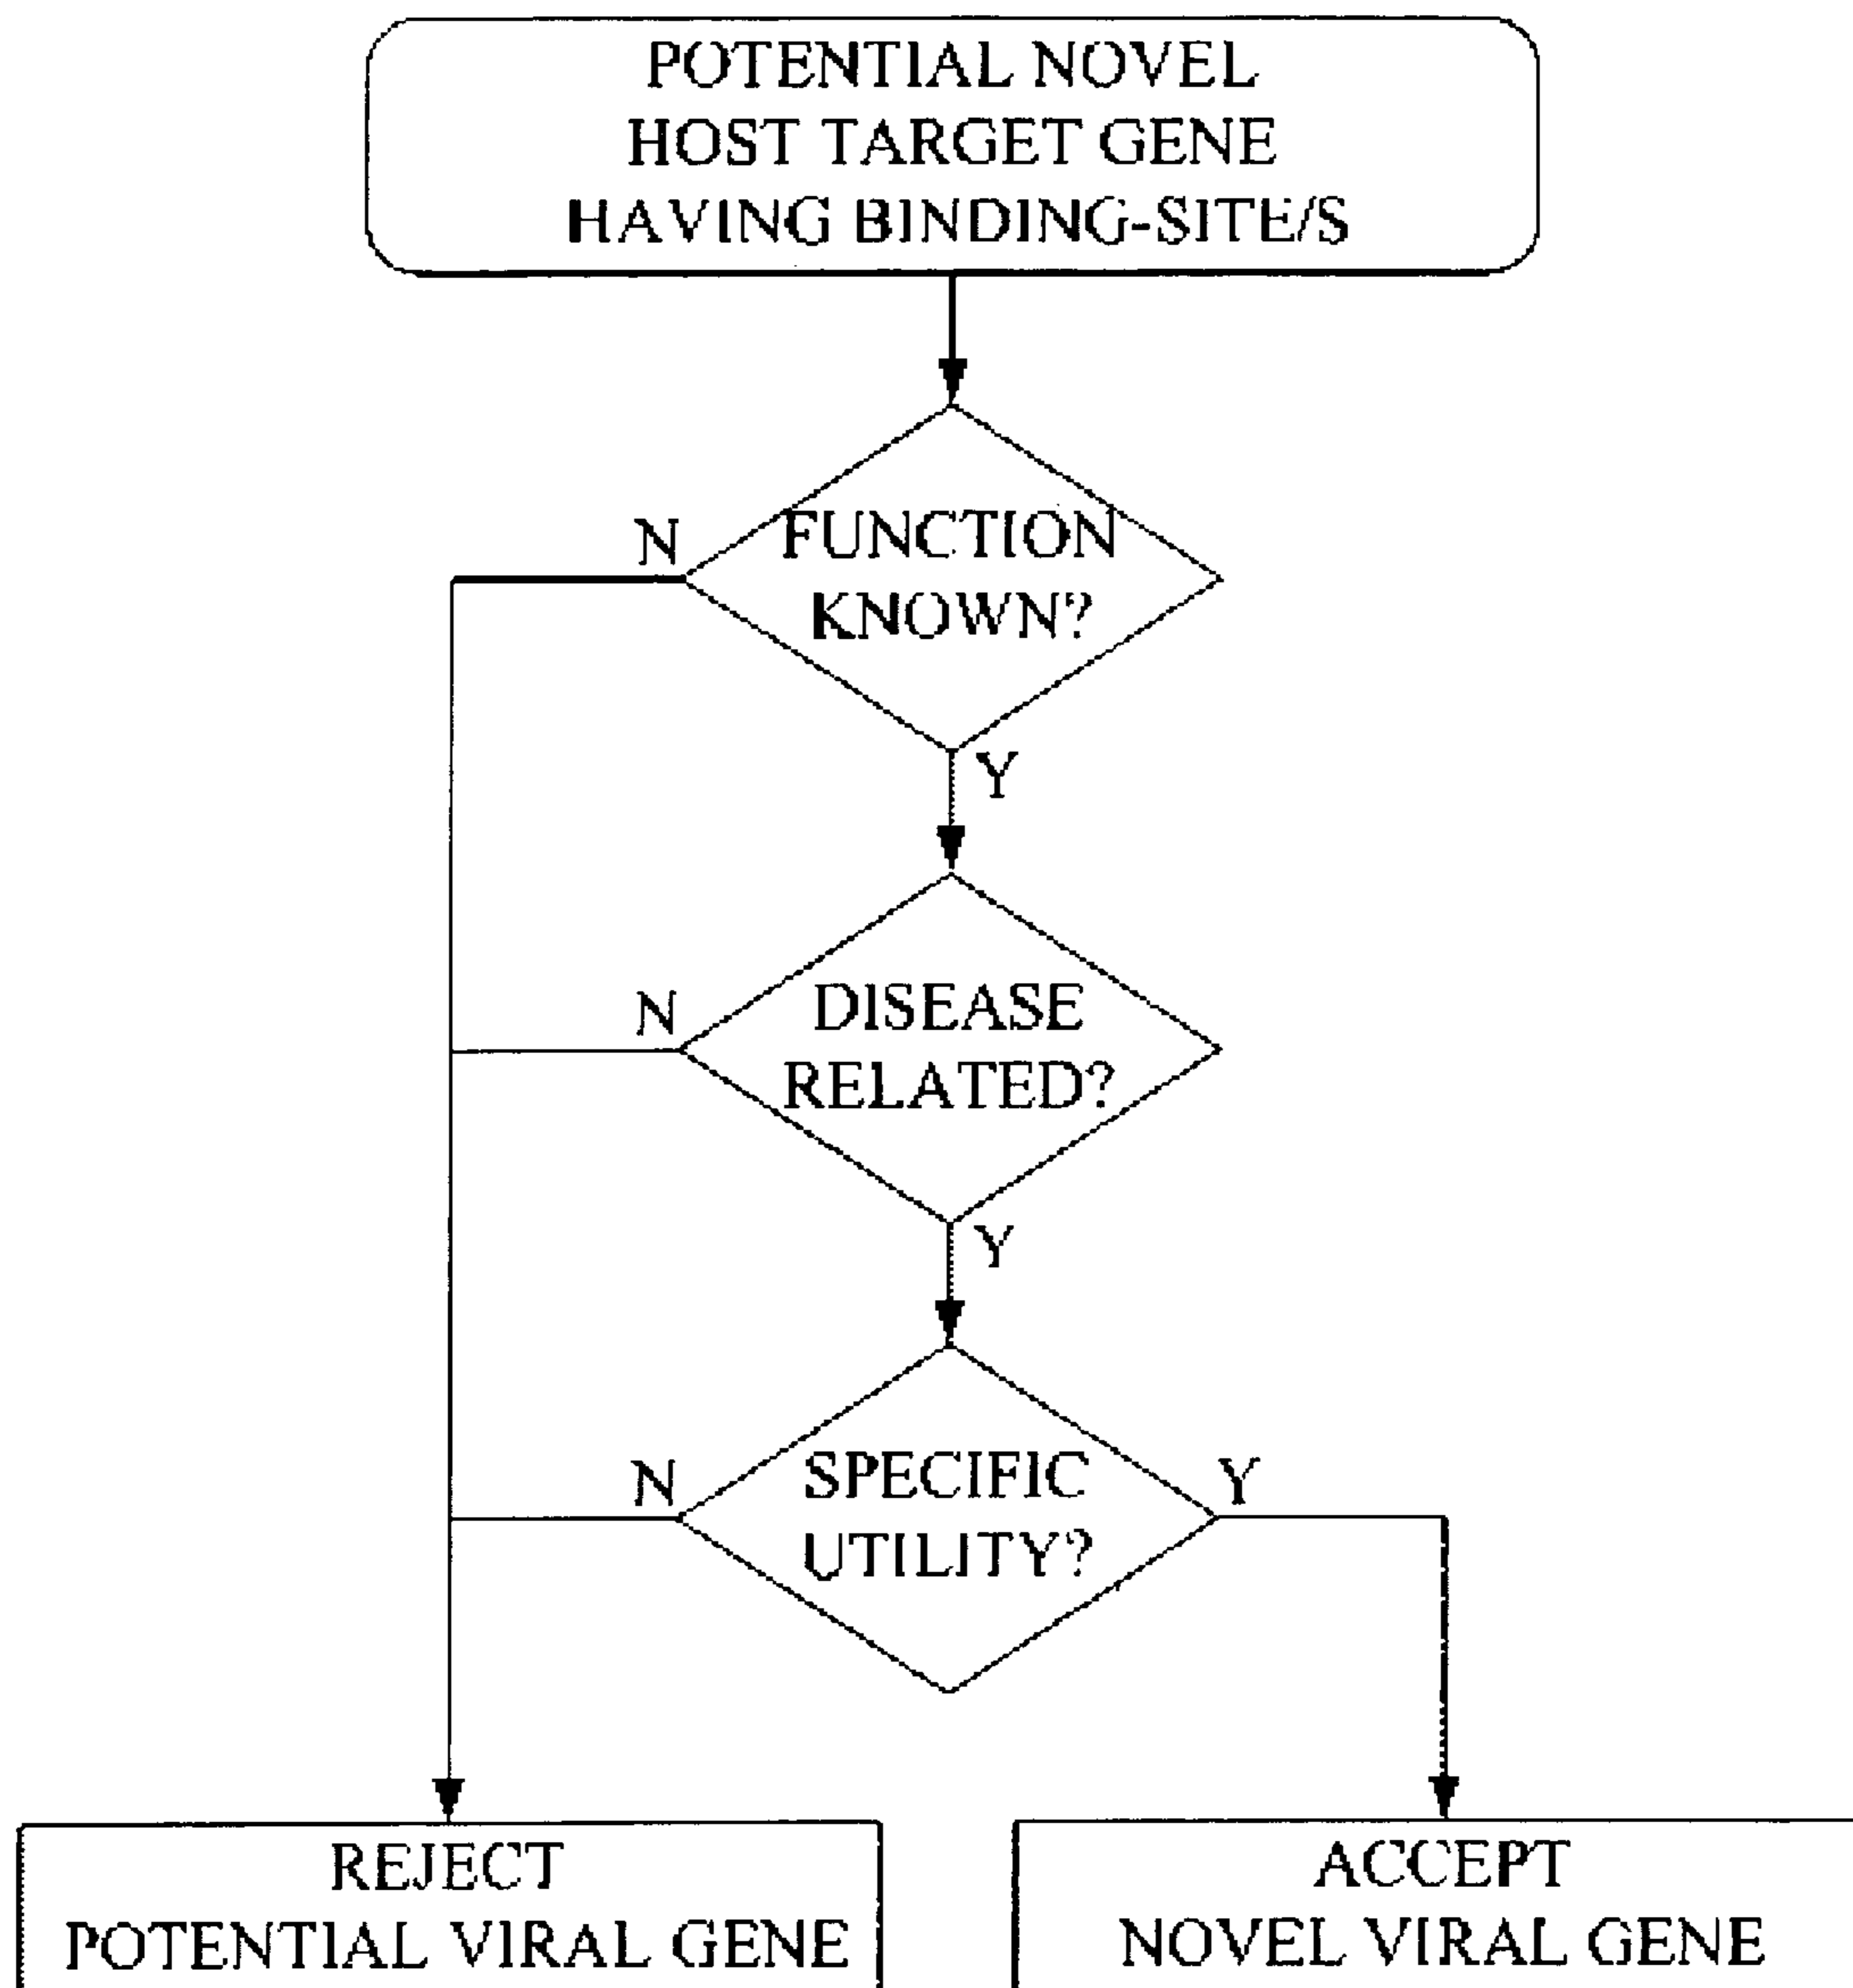 POTENTIAL NOVEL
HOST TARGET GENE
HAVING BINDING-SITE/S
N
FUNCTION
KNOWN?
Y
N
DISEASE
RELATED?
Y
N
SPECIFIC
UTILITY?
Y
REJECT
POTENTIAL VIRAL GENE
ACCEPT
NOVEL VIRAL GENE